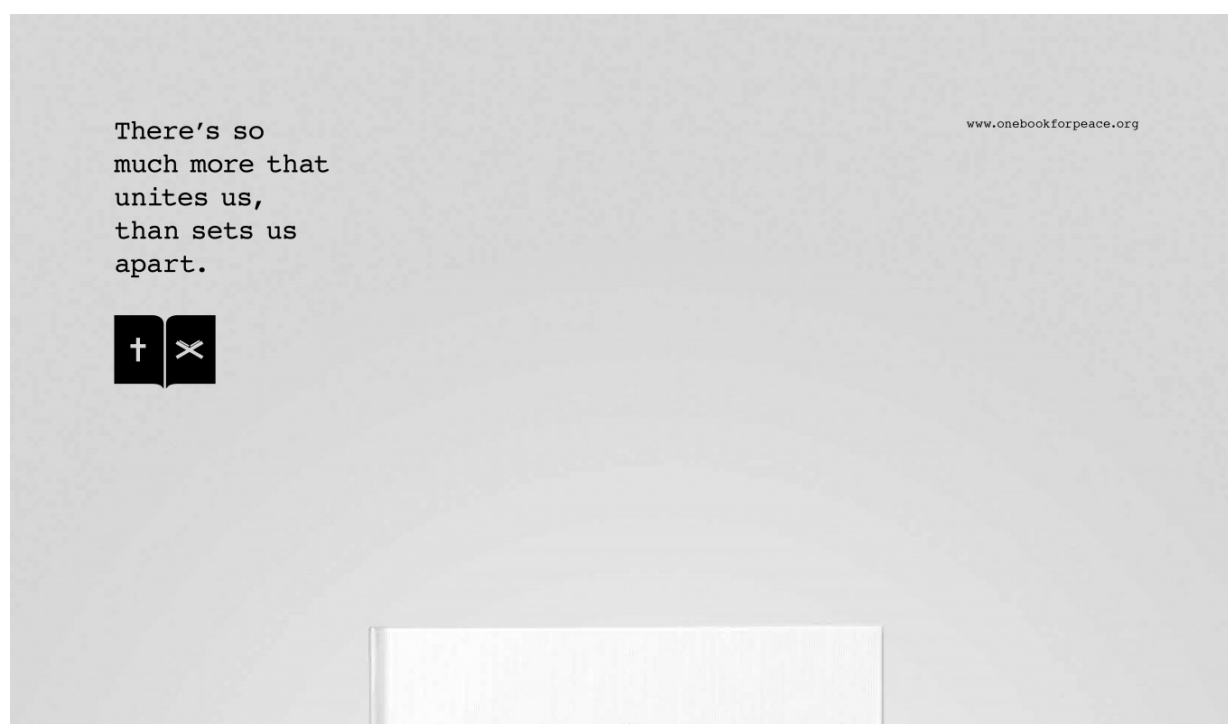 There's so
much more that
unites us,
than sets us
apart.
www.onebookforpeace.org